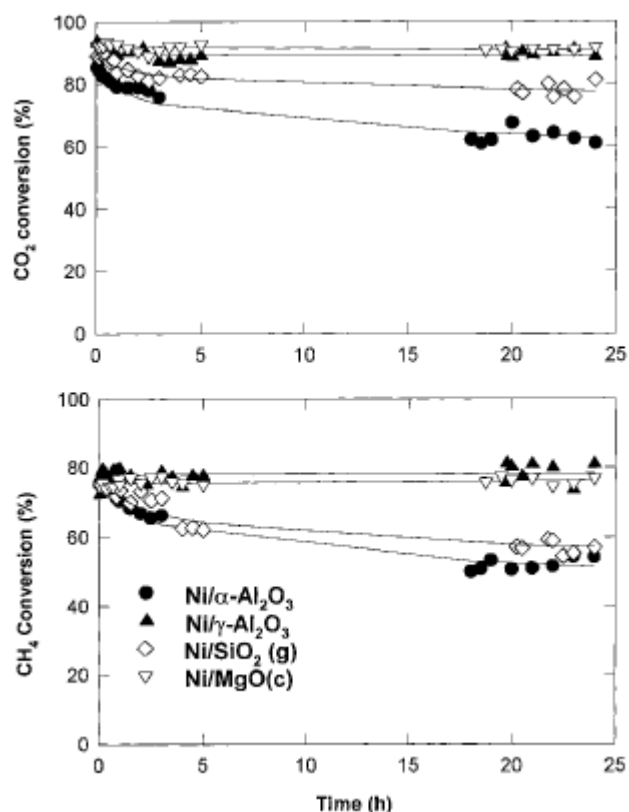 100
80
60
40
20
0
CO₂ conversion (%)
0 5 10 15 20 25
100
80
60
40
20
0
CH₄ Conversion (%)
Ni/α-Al₂O₃
Ni/γ-Al₂O₃
Ni/SiO₂ (g)
Ni/MgO(c)
0 5 10 15 20 25
Time (h)